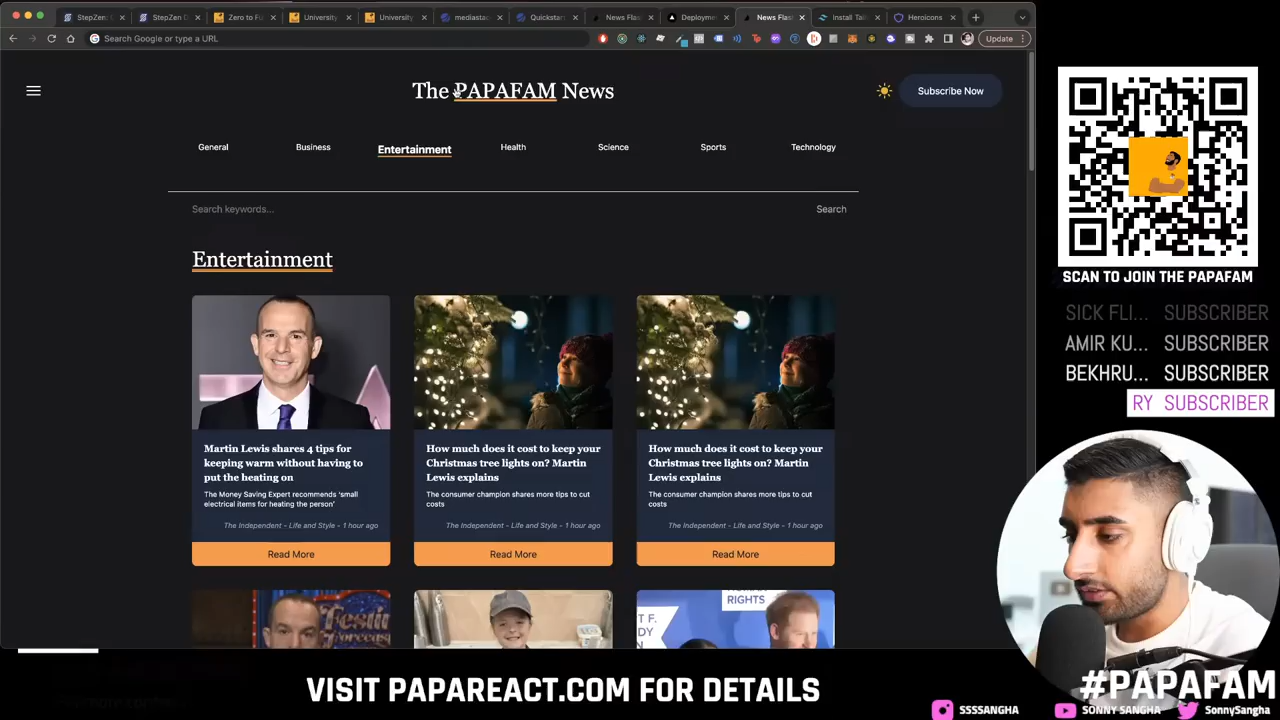 StepZen
StepZen D
Zero to FU
University
University
mediasta
Quickstar
News Flas
Deployme
News Flas
Install Tail
Heroicons
Search Google or type a URL
Update
The PAPAFAM News
Subscribe Now
General
Business
Entertainment
Health
Science
Sports
Technology
Search keywords...
Search
Entertainment
Martin Lewis shares 4 tips for
keeping warm without having to
put the heating on
The Money Saving Expert recommends 'small
electrical items for heating the person'
The Independent - Life and Style - 1 hour ago
Read More
How much does it cost to keep your
Christmas tree lights on? Martin
Lewis explains
The consumer champion shares more tips to cut
costs
The Independent - Life and Style - 1 hour ago
Read More
How much does it cost to keep your
Christmas tree lights on? Martin
Lewis explains
The consumer champion shares more tips to cut
costs
The Independent - Life and Style - 1 hour ago
Read More
RIGHTS
SCAN TO JOIN THE PAPAFAM
SICK FLI... SUBSCRIBER
AMIR KU... SUBSCRIBER
BEKHRU... SUBSCRIBER
RY SUBSCRIBER
VISIT PAPAREACT.COM FOR DETAILS
#PAPAFAM
SSSSANGHA
SONNY SANGHA
SonnySangha